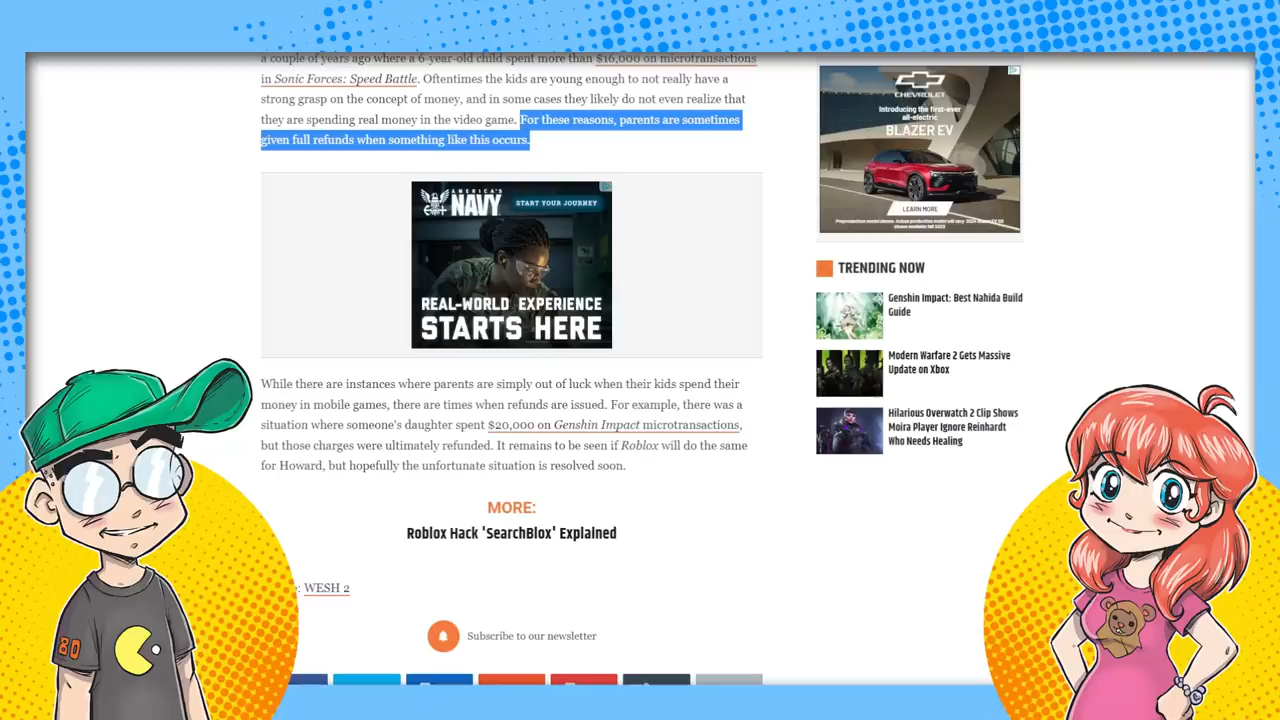 a couple of years ago where a 6-year-old child spent more than $16,000 on microtransactions
in Sonic Forces: Speed Battle. Oftentimes the kids are young enough to not really have a
strong grasp on the concept of money, and in some cases they likely do not even realize that
they are spending real money in the video game. For these reasons, parents are sometimes
given full refunds when something like this occurs.
AMERICA'S
NAVY
START YOUR JOURNEY
REAL-WORLD EXPERIENCE
STARTS HERE
While there are instances where parents are simply out of luck when their kids spend their
money in mobile games, there are times when refunds are issued. For example, there was a
situation where someone's daughter spent $20,000 on Genshin Impact microtransactions,
but those charges were ultimately refunded. It remains to be seen if Roblox will do the same
for Howard, but hopefully the unfortunate situation is resolved soon.
MORE:
Roblox Hack 'SearchBlox' Explained
: WESH 2
Subscribe to our newsletter
CHEVROLET
Introducing the first-ever
all-electric
BLAZER EV
LEARN MORE
TRENDING NOW
Genshin Impact: Best Nahida Build
Guide
Modern Warfare 2 Gets Massive
Update on Xbox
Hilarious Overwatch 2 Clip Shows
Moira Player Ignore Reinhardt
Who Needs Healing
80